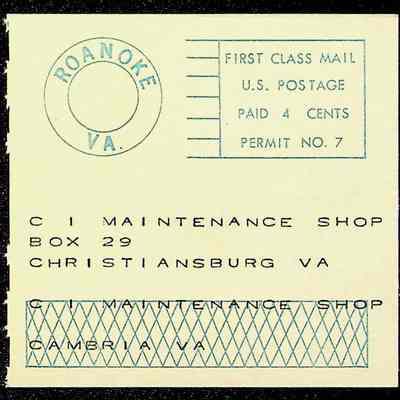 ROANOKE
VA.
FIRST CLASS MAIL
U.S. POSTAGE
PAID 4 CENTS
PERMIT NO. 7
C I MAINTENANCE SHOP
BOX 29
CHRISTIANSBURG VA
C I MAINTENANCE SHOP
CAMBRIA VA